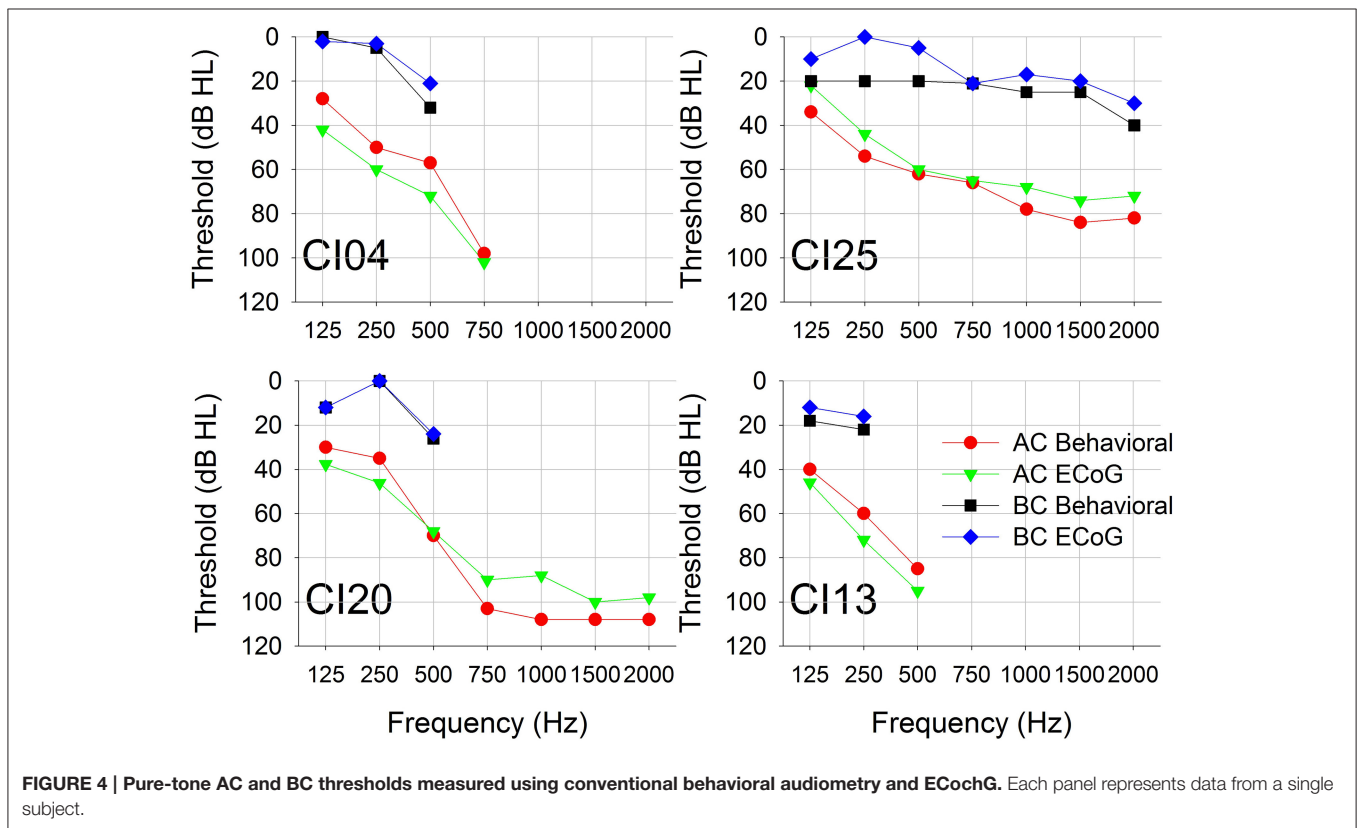 0
20
40
60
80
100
120
Threshold (dB HL)
CI04
125 250 500 750 1000 1500 2000
0
20
40
60
80
100
120
Threshold (dB HL)
CI25
125 250 500 750 1000 1500 2000
0
20
40
60
80
100
120
Threshold (dB HL)
CI20
125 250 500 750 1000 1500 2000
Frequency (Hz)
0
20
40
60
80
100
120
Threshold (dB HL)
CI13
AC Behavioral
AC ECoG
BC Behavioral
BC ECoG
125 250 500 750 1000 1500 2000
Frequency (Hz)
FIGURE 4 | Pure-tone AC and BC thresholds measured using conventional behavioral audiometry and ECochG. Each panel represents data from a single
subject.